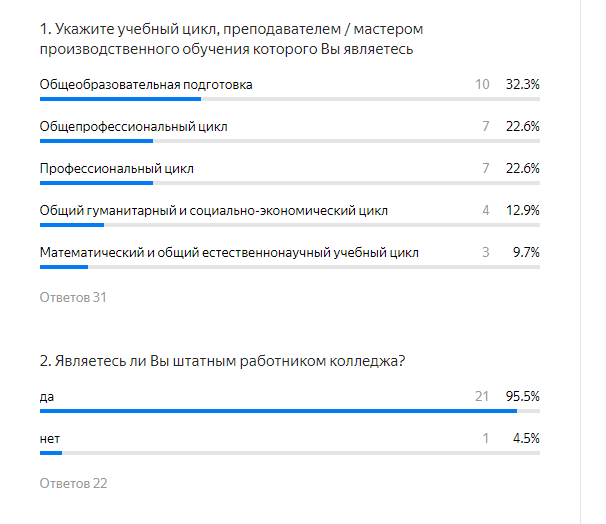 1. Укажите учебный цикл, преподавателем / мастером
производственного обучения которого Вы являетесь
Общеобразовательная подготовка 10 32.3%
Общепрофессиональный цикл 7 22.6%
Профессиональный цикл 7 22.6%
Общий гуманитарный и социально-экономический цикл 4 12.9%
Математический и общий естественнонаучный учебный цикл 3 9.7%
Ответов 31
2. Являетесь ли Вы штатным работником колледжа?
да 21 95.5%
нет 1 4.5%
Ответов 22